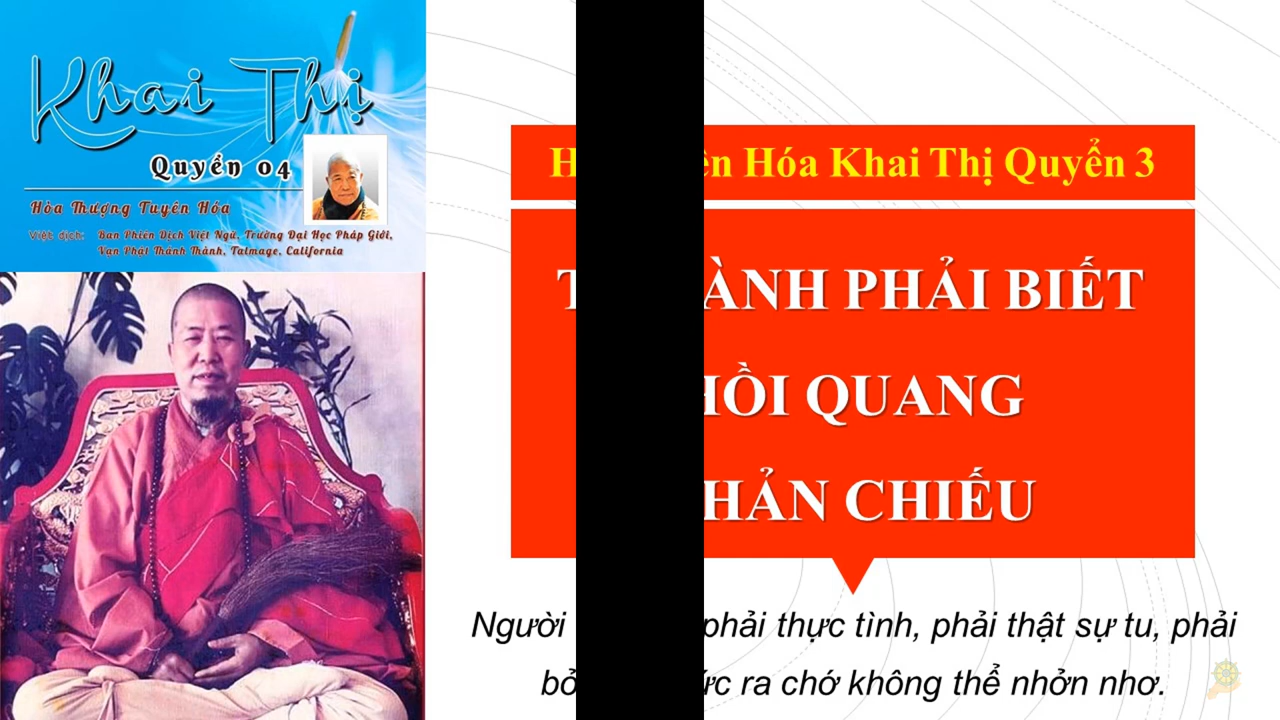 Khai Thị
Quyển 04
Hòa Thượng Tuyên Hóa
Việt dịch: Ban Phiên Dịch Việt Ngữ, Trường Đại Học Pháp Giới,
Vạn Phật Thánh Thành, Talmage, California
Hóa Khai Thị Quyển 3
PHẢI BIẾT
QUANG
CHIẾU
Người phải thực tình, phải thật sự tu, phải
ra chớ không thể nhởn nhơ.